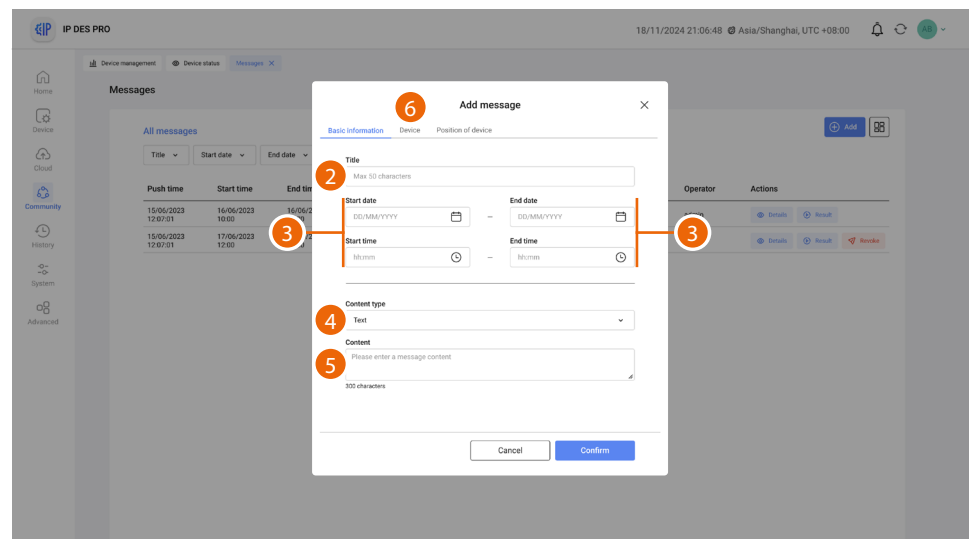 IP DES PRO
18/11/2024 21:06:48 Asia/Shanghai, UTC +08:00
AB
Device management Device status Messages
Home
Device
Cloud
Community
History
System
Advanced
Messages
All messages
Add
Title Start date End date
Push time Start time End tim Operator Actions
15/06/2023 16/06/2023 16/06/2
12:07:01 10:00
Details Result
15/06/2023 17/06/2023
12:07:01 12:00
Details Result Revoke
Add message
6
Basic information Device Position of device
Title
2
Max 50 characters
Start date End date
DD/MM/YYYY – DD/MM/YYYY
3 3
Start time End time
hh:mm – hh:mm
Content type
4
Text
Content
5
Please enter a message content
300 characters
Cancel Confirm